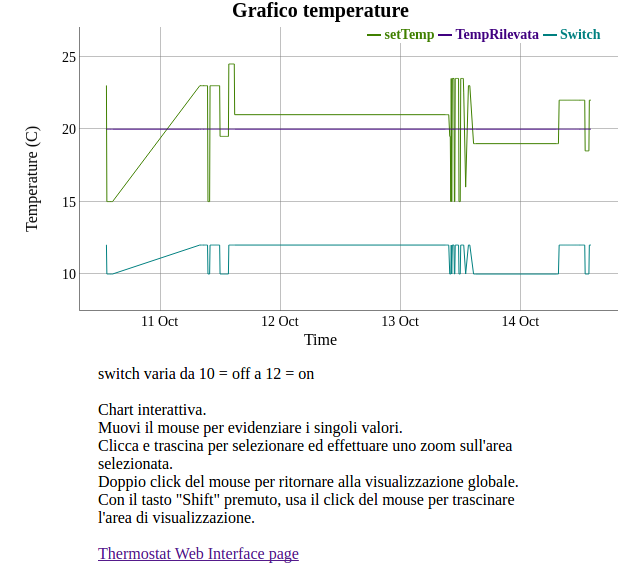 Grafico temperature
setTemp TempRilevata Switch
25
20
15
10
Temperature (C)
11 Oct 12 Oct 13 Oct 14 Oct
Time
switch varia da 10 = off a 12 = on
Chart interattiva.
Muovi il mouse per evidenziare i singoli valori.
Clicca e trascina per selezionare ed effettuare uno zoom sull'area
selezionata.
Doppio click del mouse per ritornare alla visualizzazione globale.
Con il tasto "Shift" premuto, usa il click del mouse per trascinare
l'area di visualizzazione.
Thermostat Web Interface page